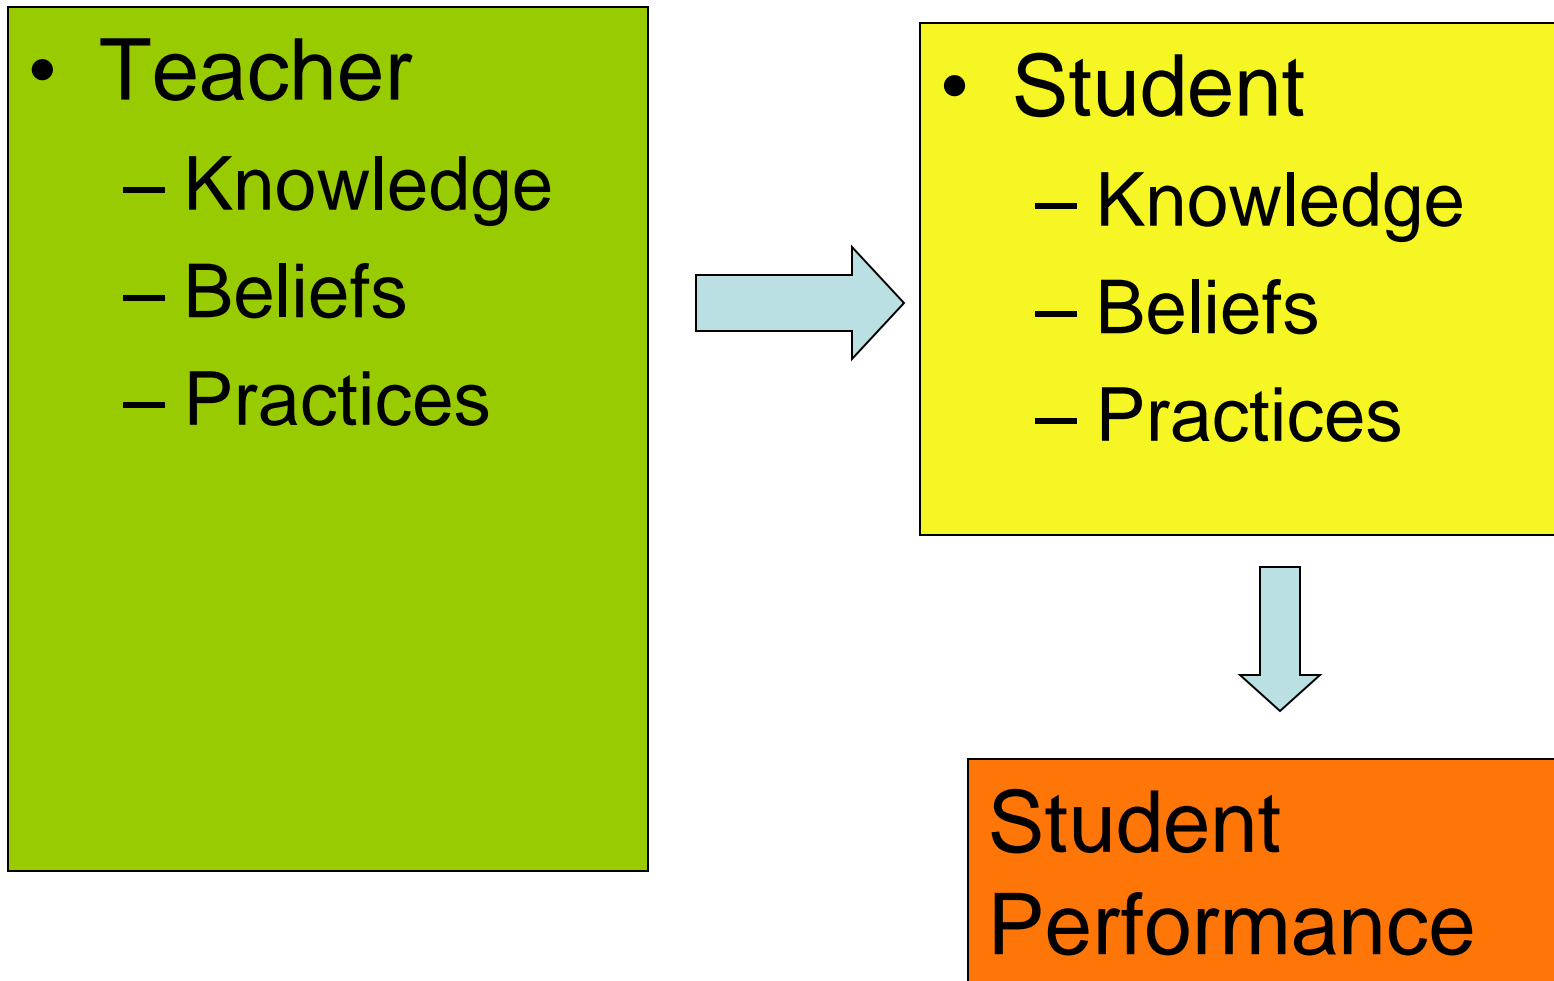 • Teacher
– Knowledge
– Beliefs
– Practices
• Student
– Knowledge
– Beliefs
– Practices
Student
Performance